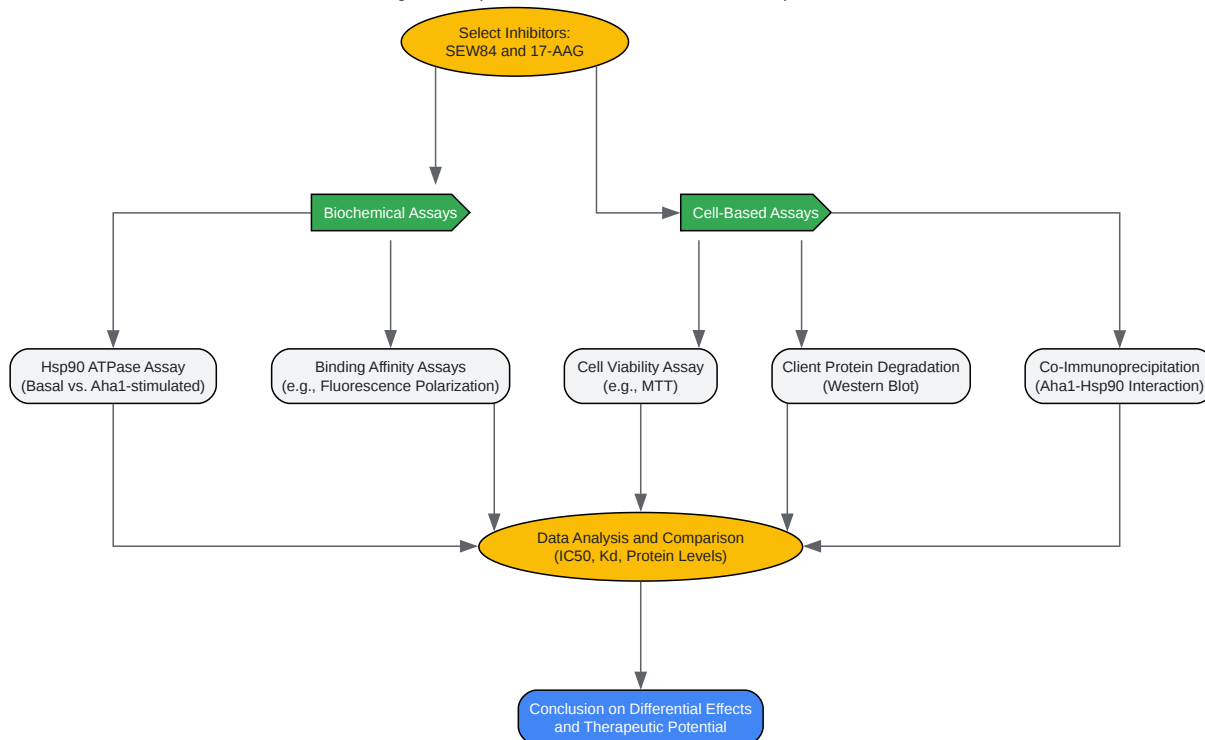 Select Inhibitors:
SEW84 and 17-AAG
Biochemical Assays
Cell-Based Assays
Hsp90 ATPase Assay
(Basal vs. Aha1-stimulated)
Binding Affinity Assays
(e.g., Fluorescence Polarization)
Cell Viability Assay
(e.g., MTT)
Client Protein Degradation
(Western Blot)
Co-Immunoprecipitation
(Aha1-Hsp90 Interaction)
Data Analysis and Comparison
(IC50, Kd, Protein Levels)
Conclusion on Differential Effects
and Therapeutic Potential